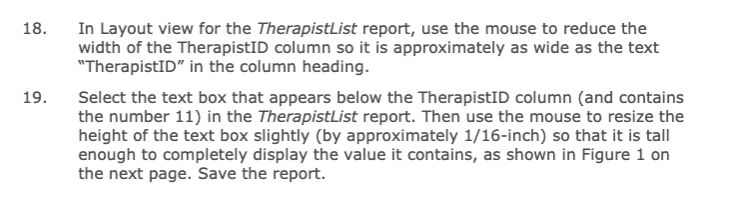 18. In Layout view for the TherapistList report, use the mouse to reduce the
width of the TherapistID column so it is approximately as wide as the text
"TherapistID" in the column heading.
19. Select the text box that appears below the TherapistID column (and contains
the number 11) in the TherapistList report. Then use the mouse to resize the
height of the text box slightly (by approximately 1/16-inch) so that it is tall
enough to completely display the value it contains, as shown in Figure 1 on
the next page. Save the report.